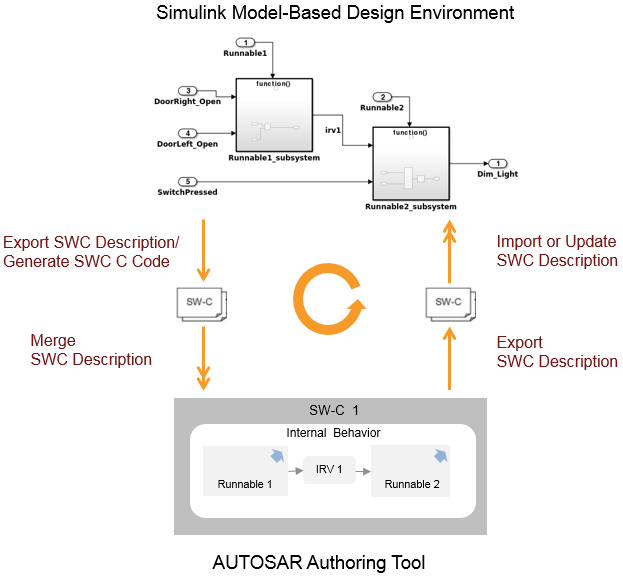 Simulink Model-Based Design Environment
1
Runnable1
3
DoorRight_Open
function()
2
Runnable2
4
DoorLeft_Open
irv1
function()
Runnable1_subsystem
1
Dim_Light
5
SwitchPressed
Runnable2_subsystem
Export SWC Description/
Generate SWC C Code
Import or Update
SWC Description
SW-C
SW-C
Merge
SWC Description
Export
SWC Description
SW-C 1
Internal Behavior
Runnable 1
IRV 1
Runnable 2
AUTOSAR Authoring Tool